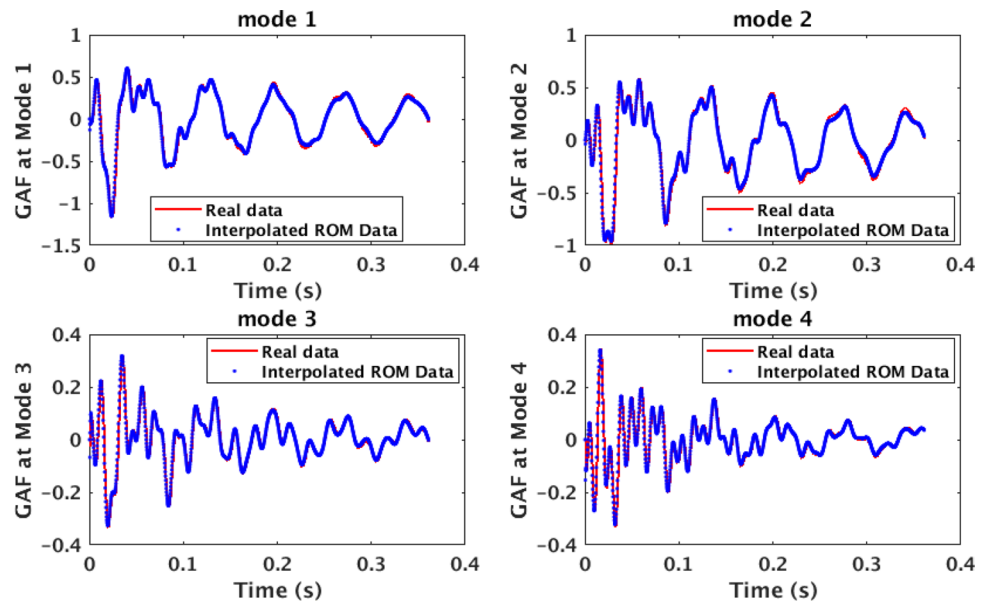 mode 1
1
0.5
0
−0.5
−1
−1.5
GAF at Mode 1
Real data
Interpolated ROM Data
0 0.1 0.2 0.3 0.4
Time (s)
mode 2
1
0.5
0
−0.5
−1
GAF at Mode 2
Real data
Interpolated ROM Data
0 0.1 0.2 0.3 0.4
Time (s)
mode 3
0.4
0.2
0
−0.2
−0.4
GAF at Mode 3
Real data
Interpolated ROM Data
0 0.1 0.2 0.3 0.4
Time (s)
mode 4
0.4
0.2
0
−0.2
−0.4
GAF at Mode 4
Real data
Interpolated ROM Data
0 0.1 0.2 0.3 0.4
Time (s)